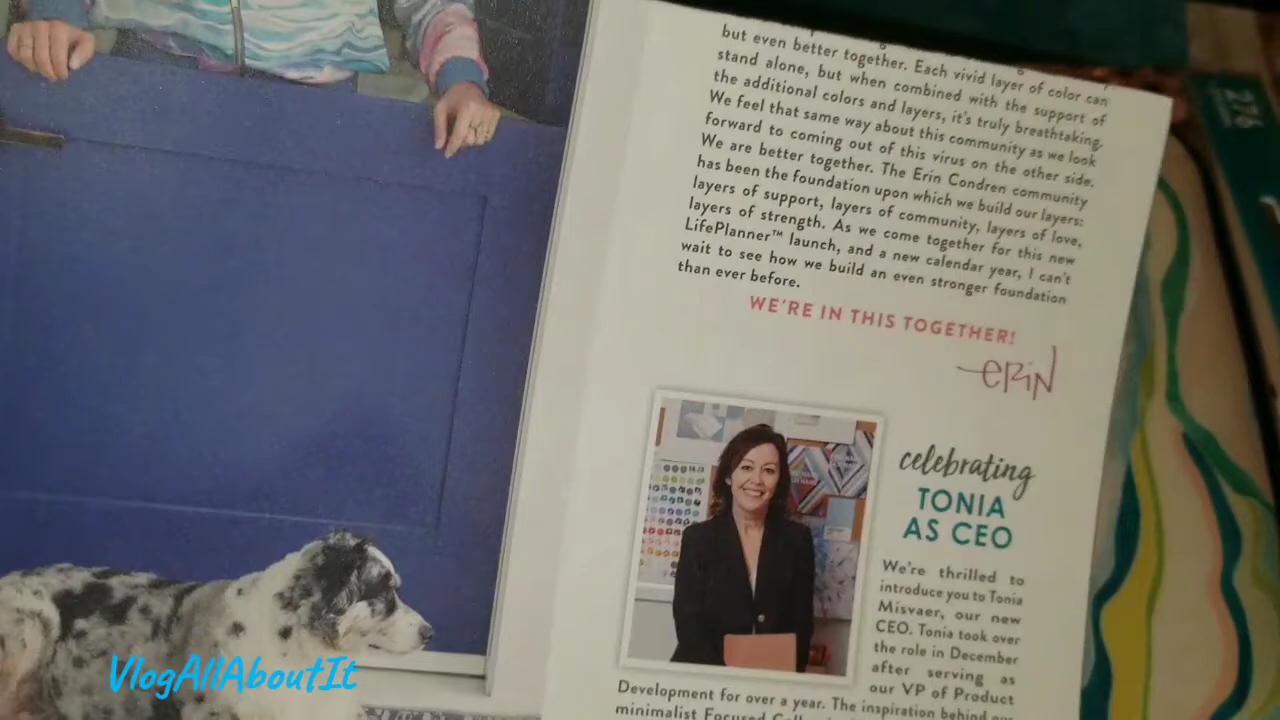 but even better together. Each vivid layer of color can
stand alone, but when combined with the support of
the additional colors and layers, it's truly breathtaking.
We feel that same way about this community as we look
forward to coming out of this virus on the other side.
We are better together. The Erin Condren community
has been the foundation upon which we build our layers:
layers of support, layers of community, layers of love,
layers of strength. As we come together for this new
LifePlanner™ launch, and a new calendar year, I can't
wait to see how we build an even stronger foundation
than ever before.
WE'RE IN THIS TOGETHER!
ERIN
celebrating
TONIA
AS CEO
We're thrilled to
introduce you to Tonia
Misvaer, our new
CEO. Tonia took over
the role in December
after serving as
our VP of Product
Development for over a year. The inspiration behind our
minimalist Focused
VlogAllAboutIt